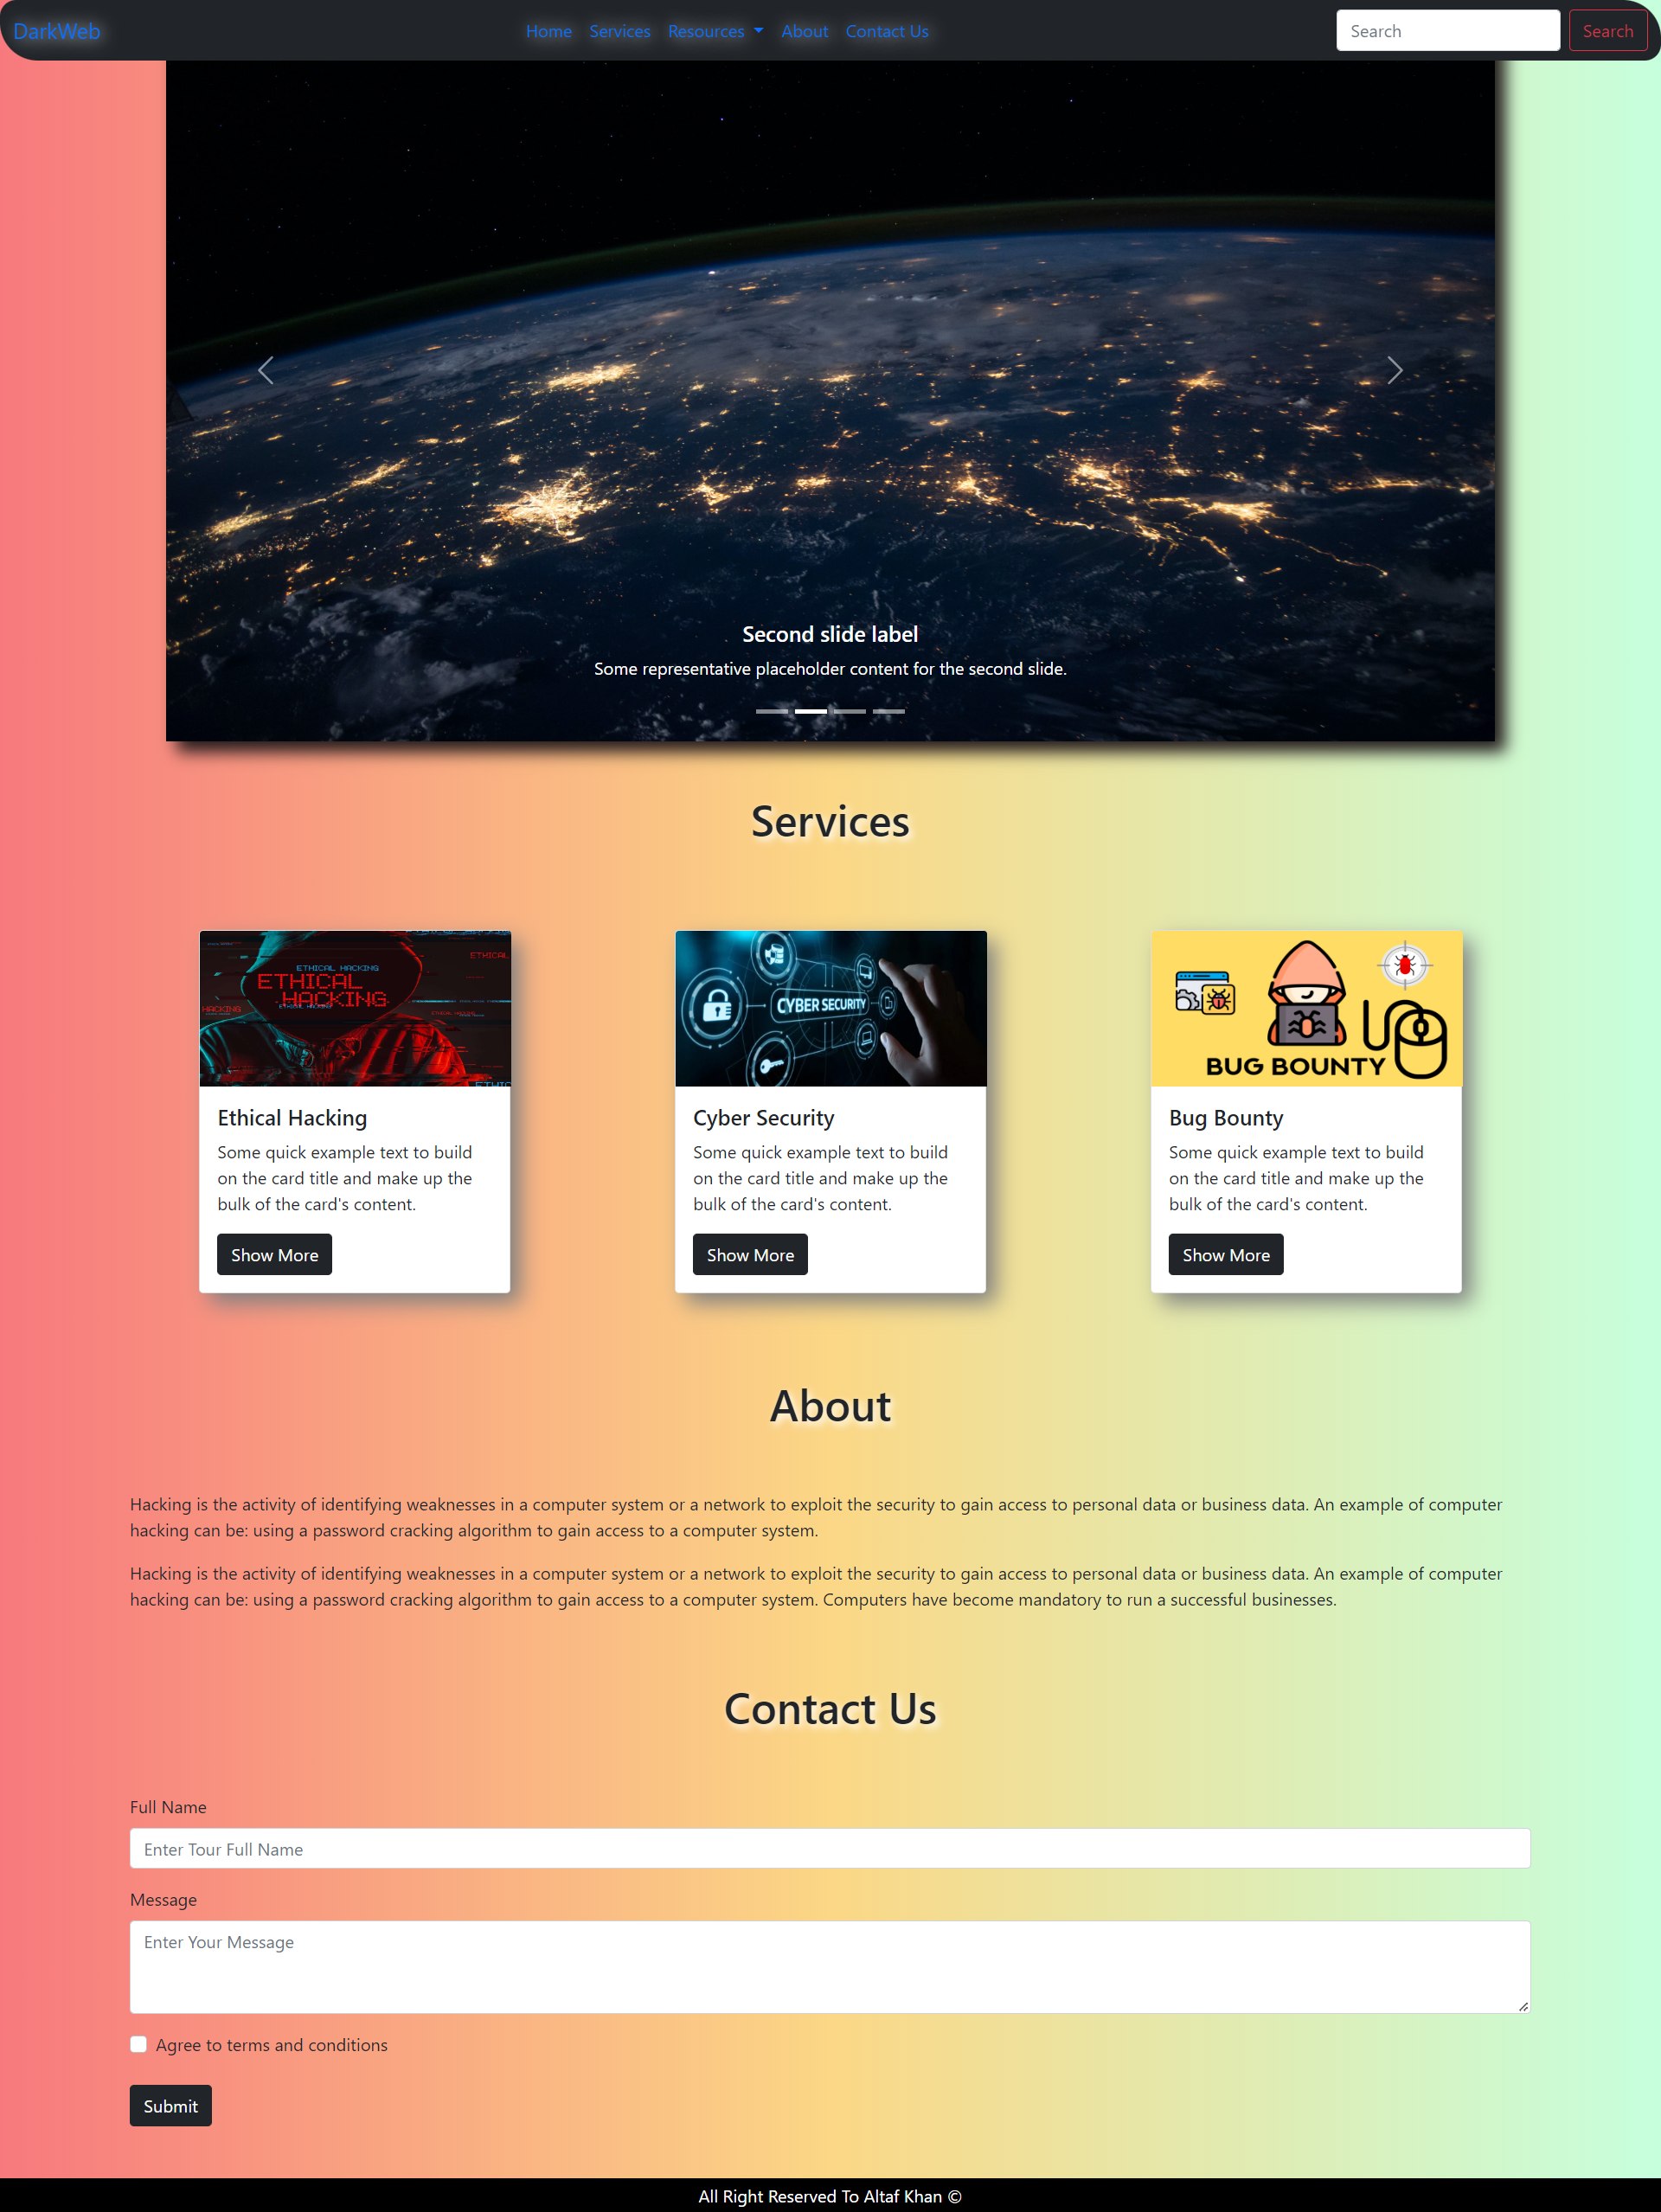 DarkWeb Home Services Resources About Contact Us Search Search
Second slide label
Some representative placeholder content for the second slide.
Services
ETHICAL HACKING
ETHICAL
HACKING
CYBER SECURITY
BUG BOUNTY
Ethical Hacking
Some quick example text to build
on the card title and make up the
bulk of the card's content.
Show More
Cyber Security
Some quick example text to build
on the card title and make up the
bulk of the card's content.
Show More
Bug Bounty
Some quick example text to build
on the card title and make up the
bulk of the card's content.
Show More
About
Hacking is the activity of identifying weaknesses in a computer system or a network to exploit the security to gain access to personal data or business data. An example of computer
hacking can be: using a password cracking algorithm to gain access to a computer system.
Hacking is the activity of identifying weaknesses in a computer system or a network to exploit the security to gain access to personal data or business data. An example of computer
hacking can be: using a password cracking algorithm to gain access to a computer system. Computers have become mandatory to run a successful businesses.
Contact Us
Full Name
Enter Tour Full Name
Message
Enter Your Message
Agree to terms and conditions
Submit
All Right Reserved To Altaf Khan ©